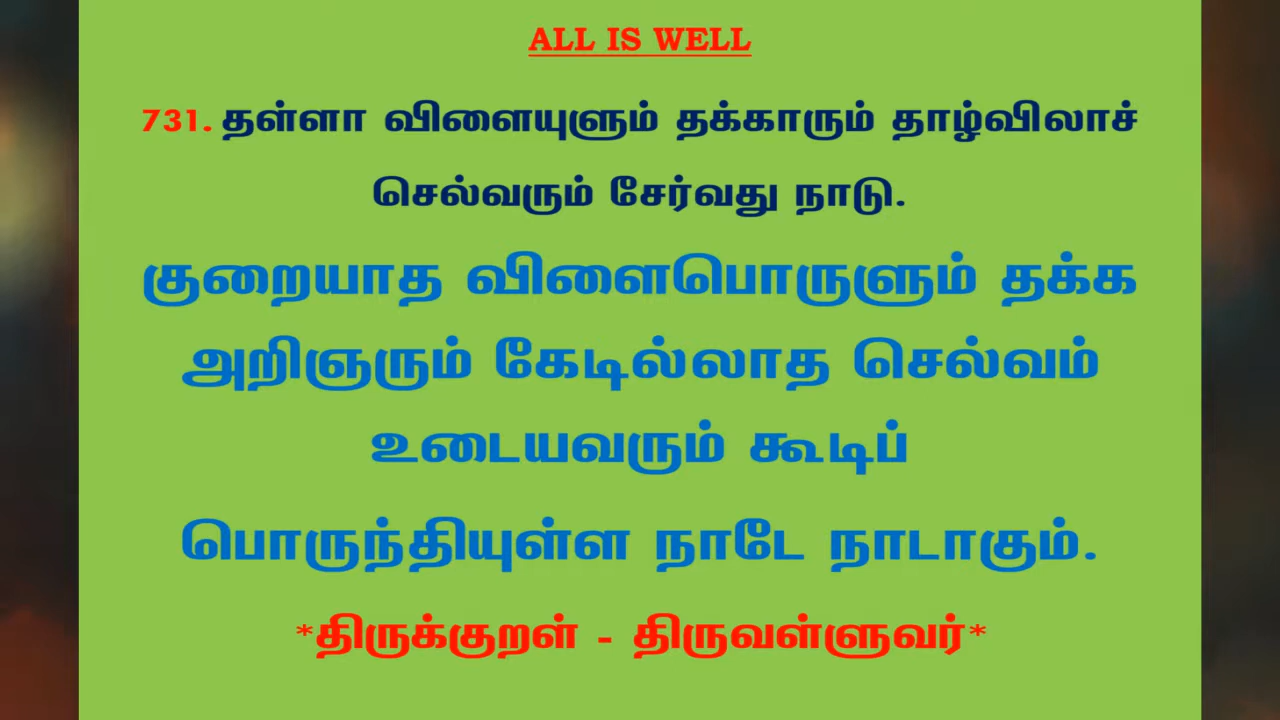 ALL IS WELL
731. தள்ளா விளையுளும் தக்காரும் தாழ்விலாச்
செல்வரும் சேர்வது நாடு.
குறையாத விளைபொருளும் தக்க
அறிஞரும் கேடில்லாத செல்வம்
உடையவரும் கூடிப்
பொருந்தியுள்ள நாடே நாடாகும்.
*திருக்குறள் - திருவள்ளுவர்*